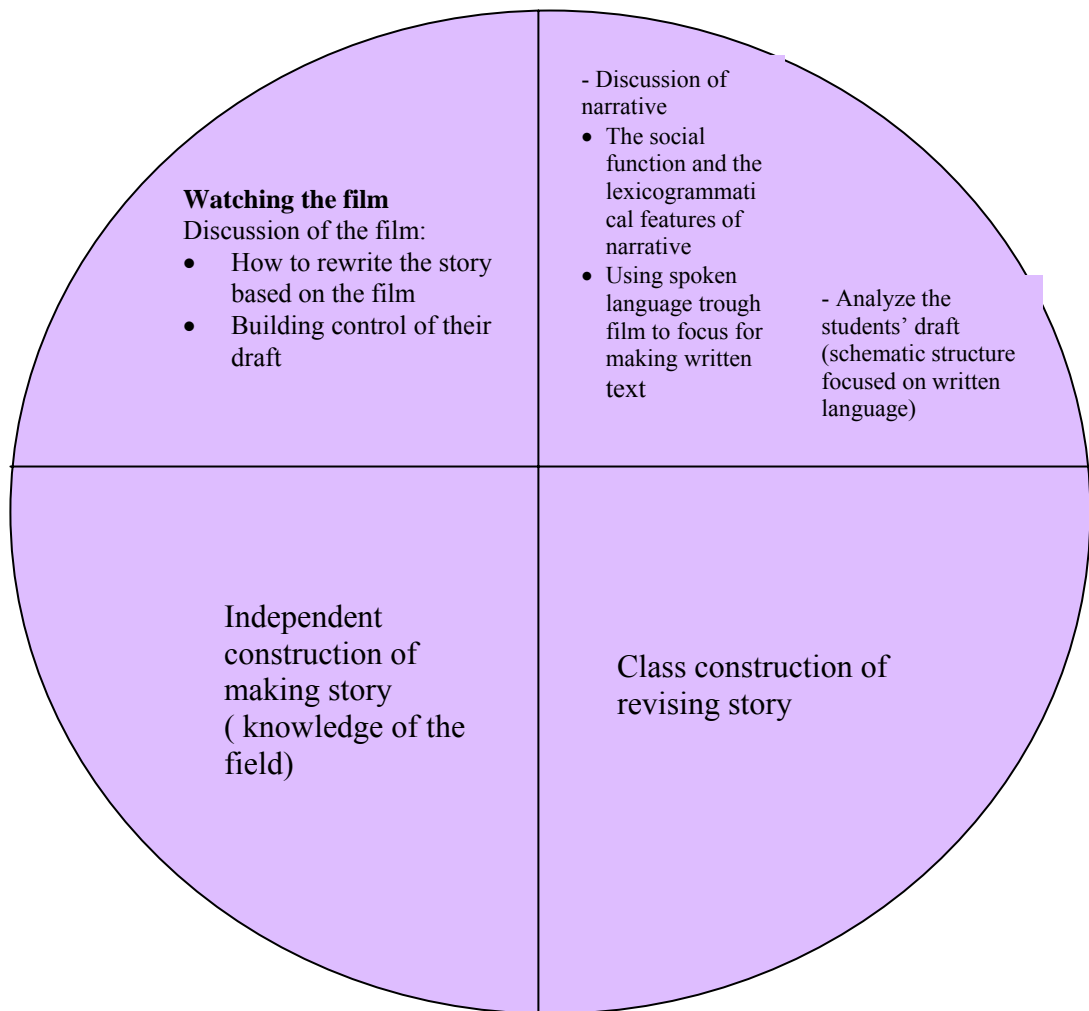 Watching the film
Discussion of the film:
• How to rewrite the story
based on the film
• Building control of their
draft
- Discussion of
narrative
• The social
function and the
lexicogrammati
cal features of
narrative
• Using spoken
language trough
film to focus for
making written
text
- Analyze the
students’ draft
(schematic structure
focused on written
language)
Independent
construction of
making story
( knowledge of the
field)
Class construction of
revising story